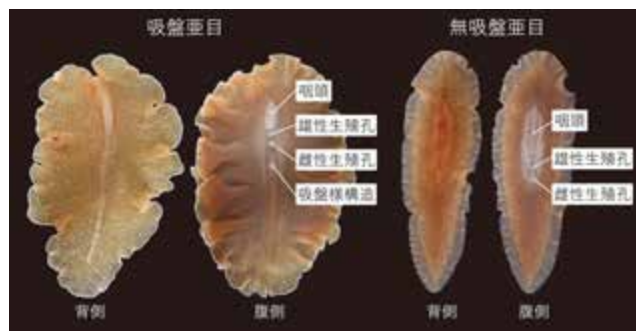 吸盤亜目
無吸盤亜目
咽頭
雄性生殖孔
雌性生殖孔
吸盤様構造
咽頭
雄性生殖孔
雌性生殖孔
背側
腹側
背側
腹側